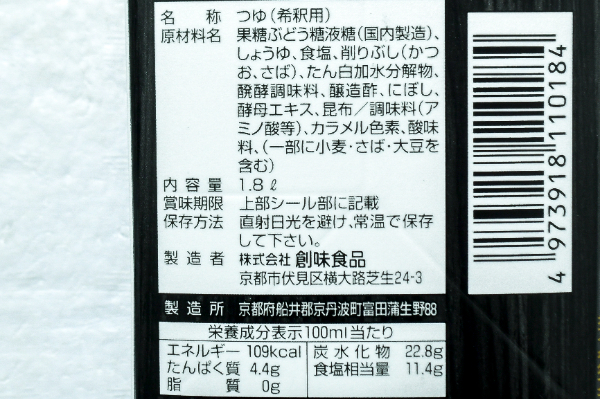 名称 つゆ(希釈用)
原材料名 果糖ぶどう糖液糖(国内製造)、
しょうゆ、食塩、削りぶし(かつ
お、さば)、たん白加水分解物、
醗酵調味料、醸造酢、にぼし、
酵母エキス、昆布/調味料(ア
ミノ酸等)、カラメル色素、酸味
料、(一部に小麦・さば・大豆を
含む)
内容量 1.8ℓ
賞味期限 上部シール部に記載
保存方法 直射日光を避け、常温で保存
して下さい。
製造者 株式会社 創味食品
京都市伏見区横大路芝生24-3
製造所 京都府船井郡京丹波町富田蒲生野88
栄養成分表示100ml当たり
エネルギー 109kcal 炭水化物 22.8g
たんぱく質 4.4g 食塩相当量 11.4g
脂質 0g
4973918110184